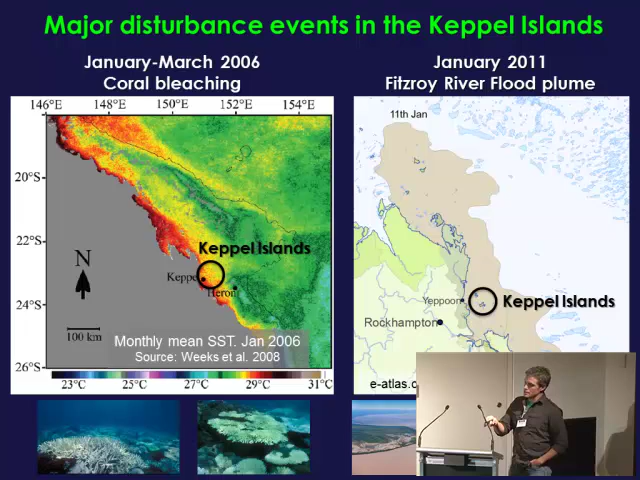 Major disturbance events in the Keppel Islands
January-March 2006
Coral bleaching
146°E 148°E 150°E 152°E 154°E
20°S
22°S
24°S
26°S
Keppel Islands
Keppel
Heron
N
100 km
Monthly mean SST. Jan 2006
Source: Weeks et al. 2008
23°C 25°C 27°C 29°C 31°C
January 2011
Fitzroy River Flood plume
11th Jan
Yeppoon
Keppel Islands
Rockhampton
e-atlas.